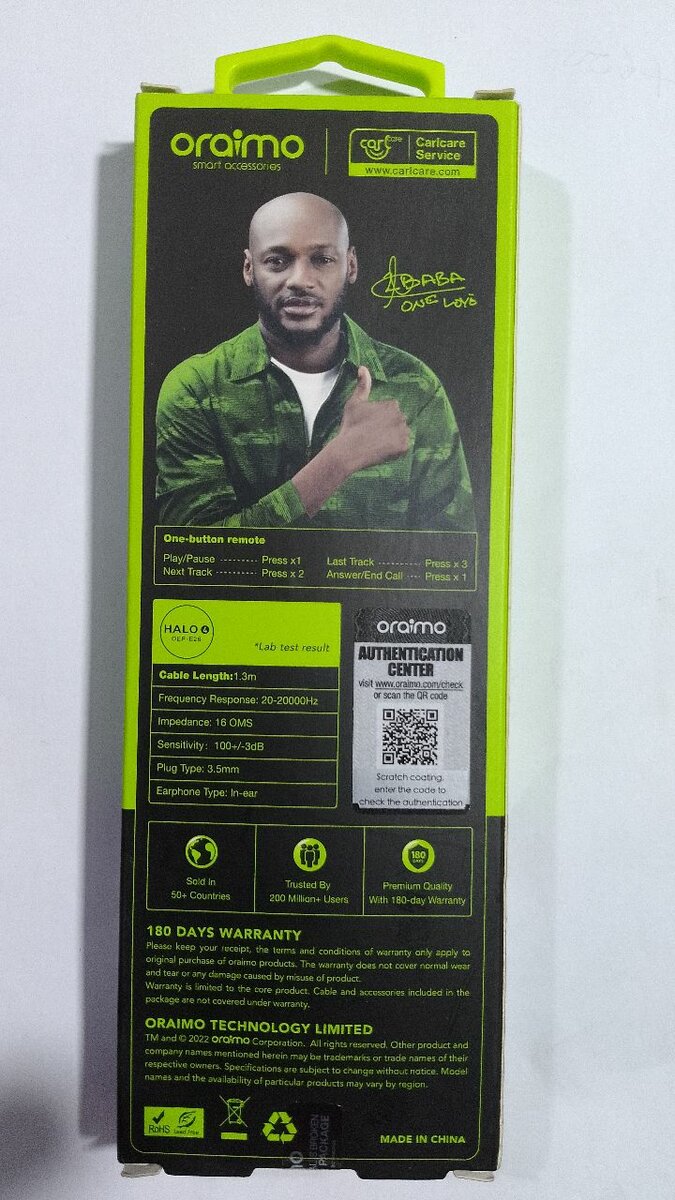 oraimo
smart accessories
carlcare
Carlcare
Service
www.carlcare.com
BABA
ONE LOVE
One-button remote
Play/Pause ---------- Press x1
Next Track ----------- Press x 2
Last Track ----------- Press x 3
Answer/End Call ---- Press x 1
HALO 4
OEP-E28
*Lab test result
Cable Length:1.3m
Frequency Response: 20-20000Hz
Impedance: 16 OMS
Sensitivity: 100+/-3dB
Plug Type: 3.5mm
Earphone Type: In-ear
oraimo
AUTHENTICATION
CENTER
visit www.oraimo.com/check
or scan the QR code
Scratch coating,
enter the code to
check the authentication
Sold In
50+ Countries
Trusted By
200 Million+ Users
180
DAYS
Premium Quality
With 180-day Warranty
180 DAYS WARRANTY
Please keep your receipt, the terms and conditions of warranty only apply to
original purchase of oraimo products. The warranty does not cover normal wear
and tear or any damage caused by misuse of product.
Warranty is limited to the core product. Cable and accessories included in the
package are not covered under warranty.
ORAIMO TECHNOLOGY LIMITED
TM and © 2022 oraimo Corporation. All rights reserved. Other product and
company names mentioned herein may be trademarks or trade names of their
respective owners. Specifications are subject to change without notice. Model
names and the availability of particular products may vary by region.
RoHS
Lead Free
BROKEN
PACKAGE
MADE IN CHINA